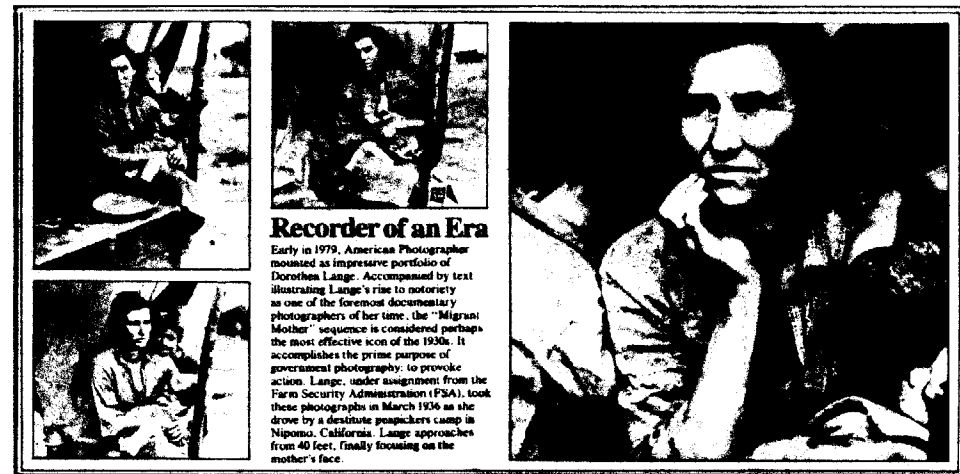 Recorder of an Era
Early in 1979, American Photographer
mounted as impressive portfolio of
Dorothea Lange. Accompanied by text
illustrating Lange's rise to notoriety
as one of the foremost documentary
photographers of her time, the "Migrant
Mother" sequence is considered perhaps
the most effective icon of the 1930s. It
accomplishes the prime purpose of
government photography: to provoke
action. Lange, under assignment from the
Farm Security Administration (FSA), took
these photographs in March 1936 as she
drove by a destitute peapickers camp in
Nipomo, California. Lange approaches
from 40 feet, finally focusing on the
mother's face.